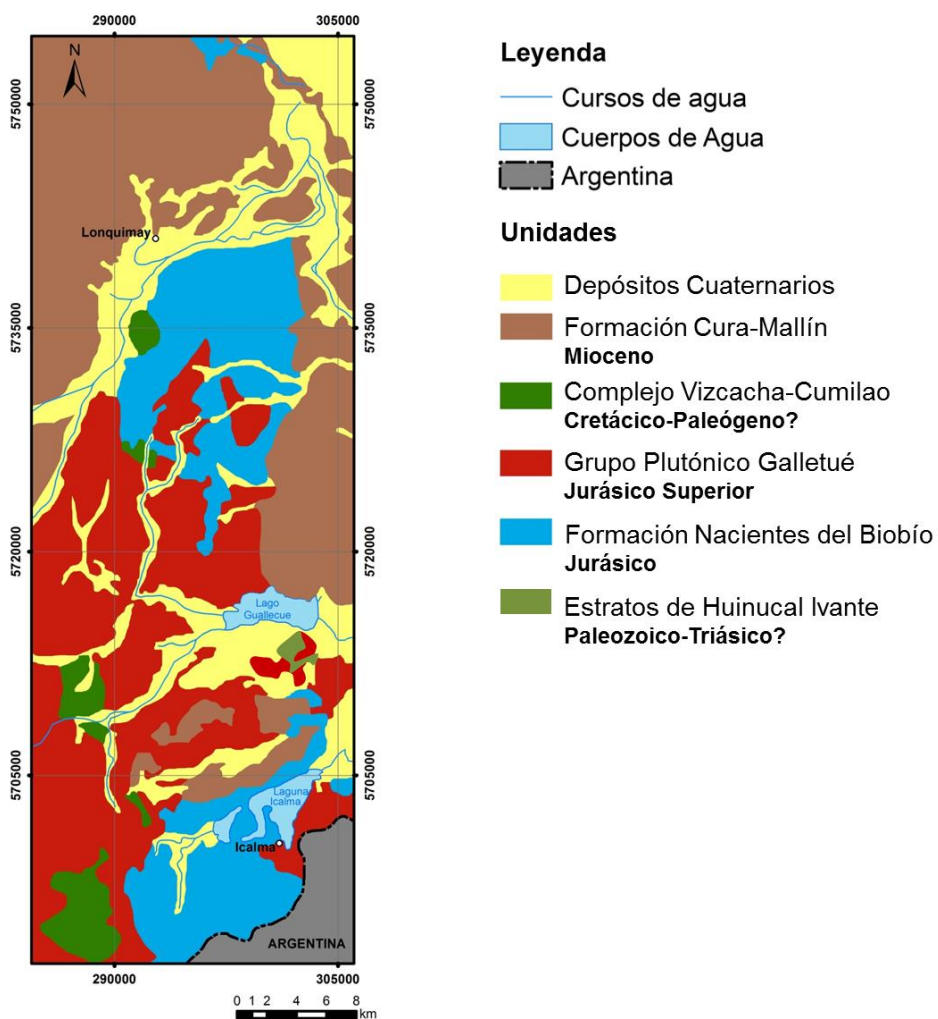 290000 305000
N
5750000 5750000
Lonquimay
5735000 5735000
5720000 5720000
Lago
Guallecue
5705000 5705000
Laguna
Icalma
Icalma
ARGENTINA
290000 305000
0 1 2 4 6 8
km
Leyenda
Cursos de agua
Cuerpos de Agua
Argentina
Unidades
Depósitos Cuaternarios
Formación Cura-Mallín
Mioceno
Complejo Vizcacha-Cumilao
Cretácico-Paleógeno?
Grupo Plutónico Galletué
Jurásico Superior
Formación Nacientes del Biobío
Jurásico
Estratos de Huinucal Ivante
Paleozoico-Triásico?